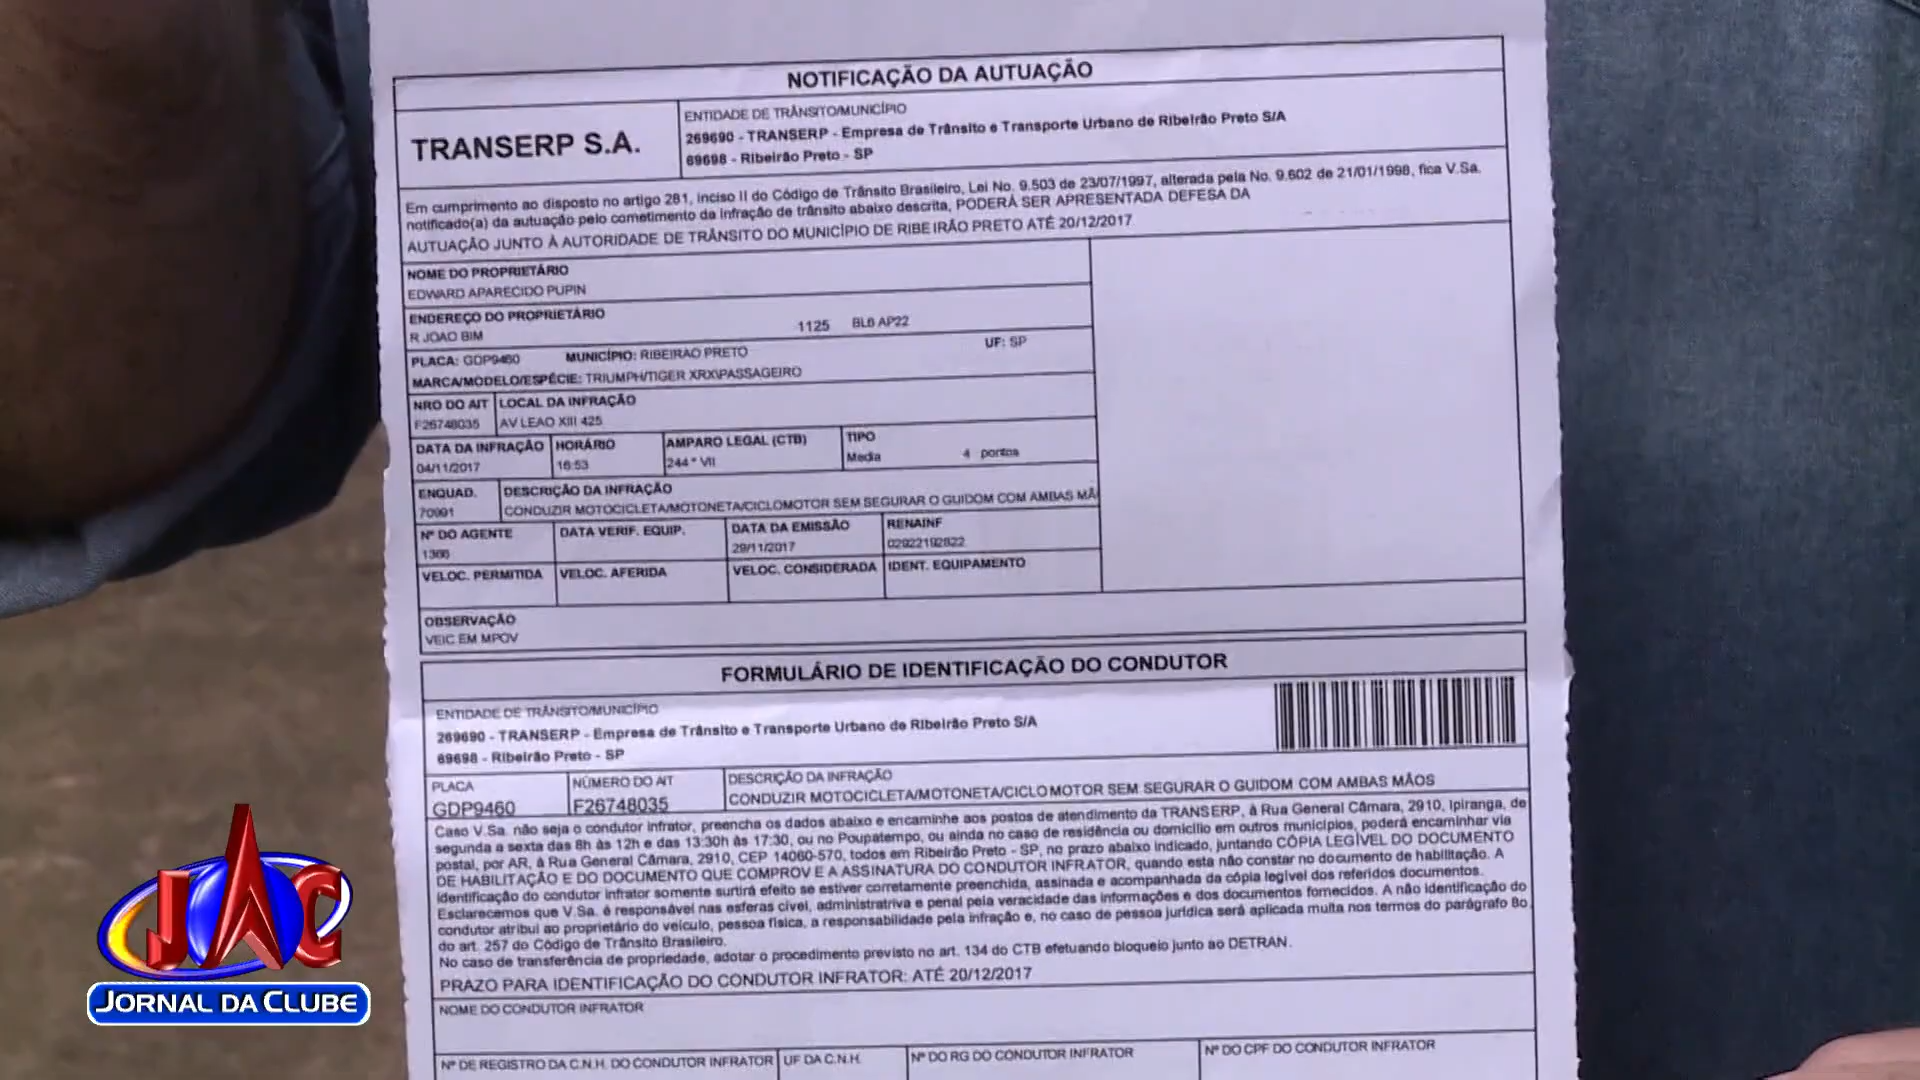 NOTIFICAÇÃO DA AUTUAÇÃO
TRANSERP S.A.
ENTIDADE DE TRÂNSITO/MUNICÍPIO
269690 - TRANSERP - Empresa de Trânsito e Transporte Urbano de Ribeirão Preto S/A
69698 - Ribeirão Preto - SP
Em cumprimento ao disposto no artigo 281, inciso II do Código de Trânsito Brasileiro, Lei No. 9.503 de 23/07/1997, alterada pela No. 9.602 de 21/01/1998, fica V.Sa.
notificado(a) da autuação pelo cometimento da infração de trânsito abaixo descrita, PODERÁ SER APRESENTADA DEFESA DA
AUTUAÇÃO JUNTO À AUTORIDADE DE TRÂNSITO DO MUNICÍPIO DE RIBEIRÃO PRETO ATÉ 20/12/2017
NOME DO PROPRIETÁRIO
EDWARD APARECIDO PUPIN
ENDEREÇO DO PROPRIETÁRIO
R JOAO BIM 1125 BL6 AP22
PLACA: GDP9460 MUNICÍPIO: RIBEIRAO PRETO UF: SP
MARCA/MODELO/ESPÉCIE: TRIUMPH/TIGER XRX\PASSAGEIRO
NRO DO AIT LOCAL DA INFRAÇÃO
F26748035 AV LEAO XIII 425
DATA DA INFRAÇÃO HORÁRIO AMPARO LEGAL (CTB) TIPO
04/11/2017 16:53 244 * VII Media 4 pontos
ENQUAD. DESCRIÇÃO DA INFRAÇÃO
70991 CONDUZIR MOTOCICLETA/MOTONETA/CICLOMOTOR SEM SEGURAR O GUIDOM COM AMBAS MÃ
Nº DO AGENTE DATA VERIF. EQUIP. DATA DA EMISSÃO RENAINF
1366 29/11/2017 02922192822
VELOC. PERMITIDA VELOC. AFERIDA VELOC. CONSIDERADA IDENT. EQUIPAMENTO
OBSERVAÇÃO
VEIC EM MPOV
FORMULÁRIO DE IDENTIFICAÇÃO DO CONDUTOR
ENTIDADE DE TRÂNSITO/MUNICÍPIO
269690 - TRANSERP - Empresa de Trânsito e Transporte Urbano de Ribeirão Preto S/A
69698 - Ribeirão Preto - SP
PLACA NÚMERO DO AIT DESCRIÇÃO DA INFRAÇÃO
GDP9460 F26748035 CONDUZIR MOTOCICLETA/MOTONETA/CICLOMOTOR SEM SEGURAR O GUIDOM COM AMBAS MÃOS
Caso V.Sa. não seja o condutor infrator, preencha os dados abaixo e encaminhe aos postos de atendimento da TRANSERP, à Rua General Câmara, 2910, Ipiranga, de
segunda a sexta das 8h às 12h e das 13:30h às 17:30, ou no Poupatempo, ou ainda no caso de residência ou domicílio em outros municípios, poderá encaminhar via
postal, por AR, à Rua General Câmara, 2910, CEP 14060-570, todos em Ribeirão Preto - SP, no prazo abaixo indicado, juntando CÓPIA LEGÍVEL DO DOCUMENTO
DE HABILITAÇÃO E DO DOCUMENTO QUE COMPROVE A ASSINATURA DO CONDUTOR INFRATOR, quando esta não constar no documento de habilitação. A
identificação do condutor infrator somente surtirá efeito se estiver corretamente preenchida, assinada e acompanhada da cópia legível dos referidos documentos.
Esclarecemos que V.Sa. é responsável nas esferas cível, administratriva e penal pela veracidade das informações e dos documentos fornecidos. A não identificação do
condutor atribui ao proprietário do veículo, pessoa física, a responsabilidade pela infração e, no caso de pessoa jurídica será aplicada multa nos termos do parágrafo 8o.
do art. 257 do Código de Trânsito Brasileiro.
No caso de transferência de propriedade, adotar o procedimento previsto no art. 134 do CTB efetuando bloqueio junto ao DETRAN.
PRAZO PARA IDENTIFICAÇÃO DO CONDUTOR INFRATOR: ATÉ 20/12/2017
NOME DO CONDUTOR INFRATOR
Nº DE REGISTRO DA C.N.H. DO CONDUTOR INFRATOR UF DA C.N.H. Nº DO RG DO CONDUTOR INFRATOR Nº DO CPF DO CONDUTOR INFRATOR
JAC
JORNAL DA CLUBE